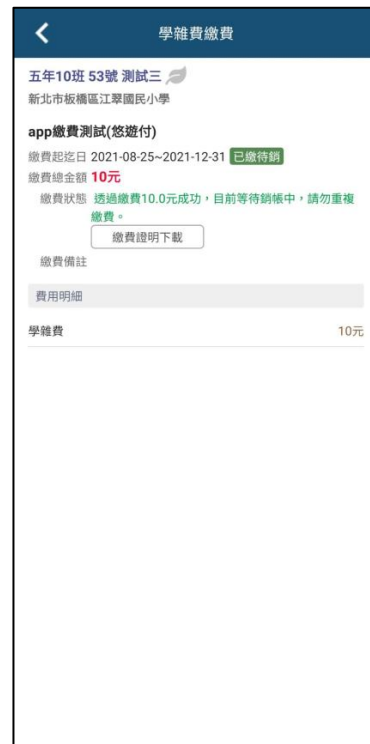 學雜費繳費
五年10班 53號 測試三
新北市板橋區江翠國民小學
app繳費測試(悠遊付)
繳費起迄日 2021-08-25~2021-12-31 已繳待銷
繳費總金額 10元
繳費狀態 透過繳費10.0元成功，目前等待銷帳中，請勿重複
繳費。
繳費證明下載
繳費備註
費用明細
學雜費 10元